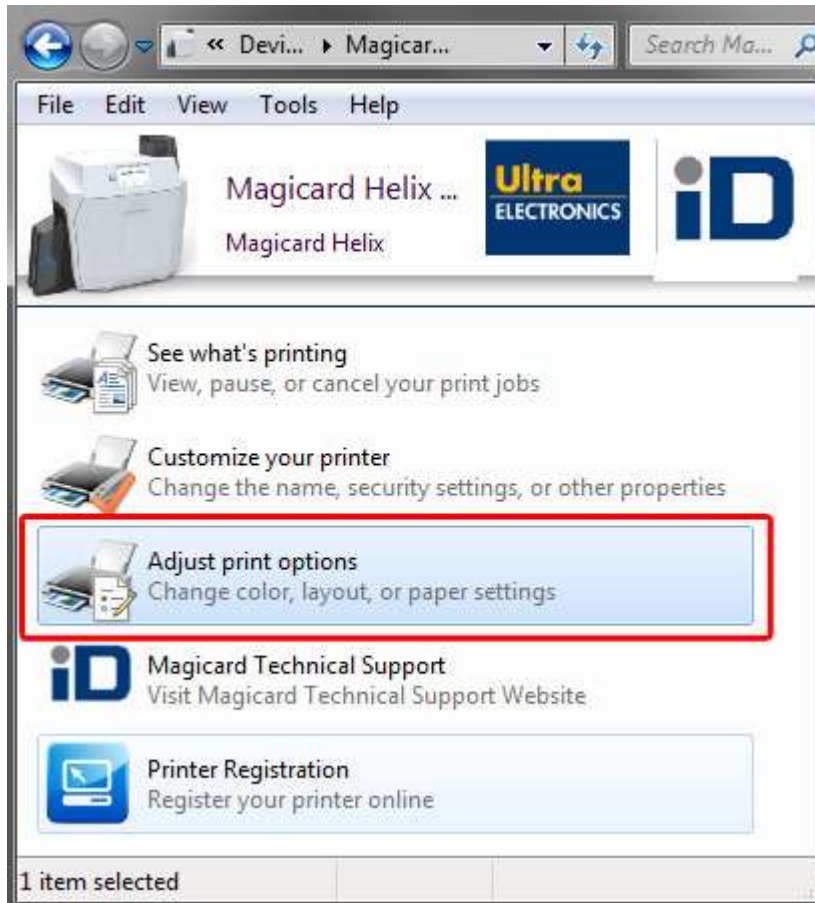 « Devi... Magicar... Search Ma...
File Edit View Tools Help
Magicard Helix ...
Magicard Helix
Ultra
ELECTRONICS
iD
See what's printing
View, pause, or cancel your print jobs
Customize your printer
Change the name, security settings, or other properties
Adjust print options
Change color, layout, or paper settings
iD
Magicard Technical Support
Visit Magicard Technical Support Website
Printer Registration
Register your printer online
1 item selected